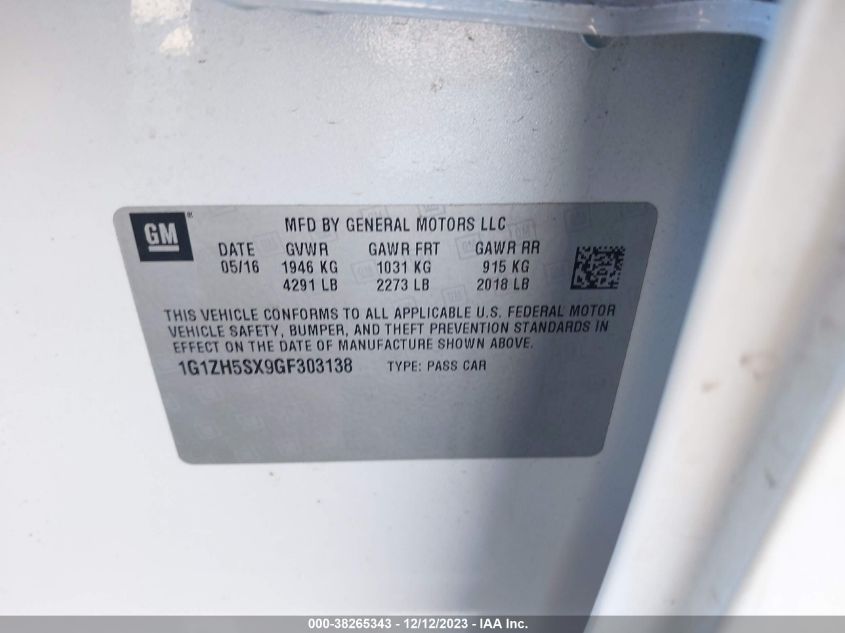 GM ®
MFD BY GENERAL MOTORS LLC
DATE GVWR GAWR FRT GAWR RR
05/16 1946 KG 1031 KG 915 KG
4291 LB 2273 LB 2018 LB
THIS VEHICLE CONFORMS TO ALL APPLICABLE U.S. FEDERAL MOTOR
VEHICLE SAFETY, BUMPER, AND THEFT PREVENTION STANDARDS IN
EFFECT ON THE DATE OF MANUFACTURE SHOWN ABOVE.
1G1ZH5SX9GF303138 TYPE: PASS CAR
000-38265343 - 12/12/2023 - IAA Inc.